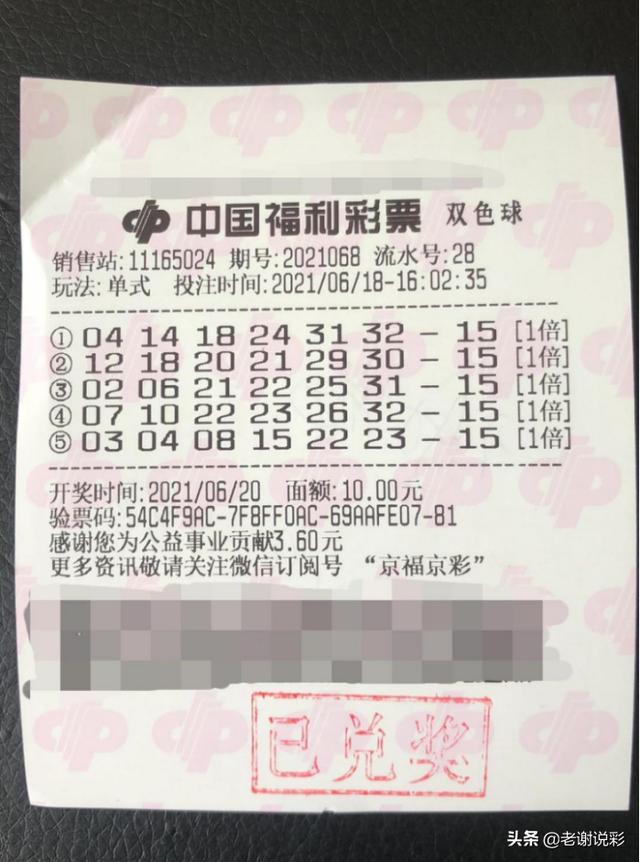 中国福利彩票 双色球
销售站:11165024 期号:2021068 流水号:28
玩法:单式 投注时间:2021/06/18-16:02:35
① 04 14 18 24 31 32 – 15 [1倍]
② 12 18 20 21 29 30 – 15 [1倍]
③ 02 06 21 22 25 31 – 15 [1倍]
④ 07 10 22 23 26 32 – 15 [1倍]
⑤ 03 04 08 15 22 23 – 15 [1倍]
开奖时间:2021/06/20 面额:10.00元
验票码:54C4F9AC-7F8FF0AC-69AAFE07-81
感谢您为公益事业贡献3.60元
更多资讯敬请关注微信订阅号 “京福京彩”
已兑奖
头条 @老谢说彩